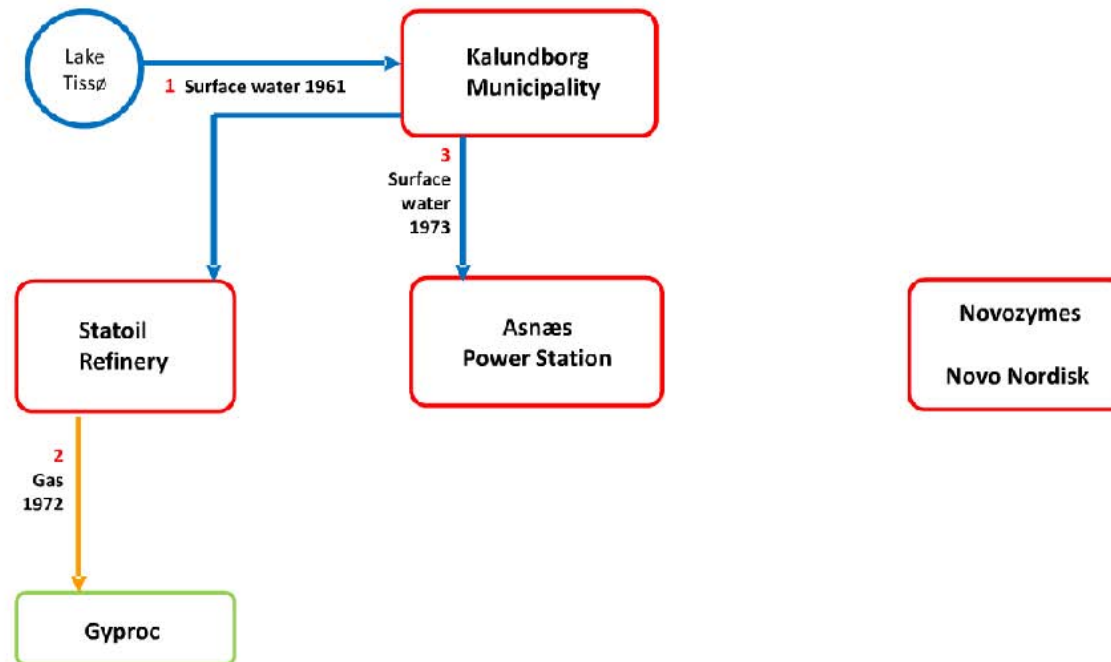 Lake
Tissø
Kalundborg
Municipality
1 Surface water 1961
3
Surface
water
1973
Statoil
Refinery
Asnæs
Power Station
Novozymes
Novo Nordisk
2
Gas
1972
Gyproc